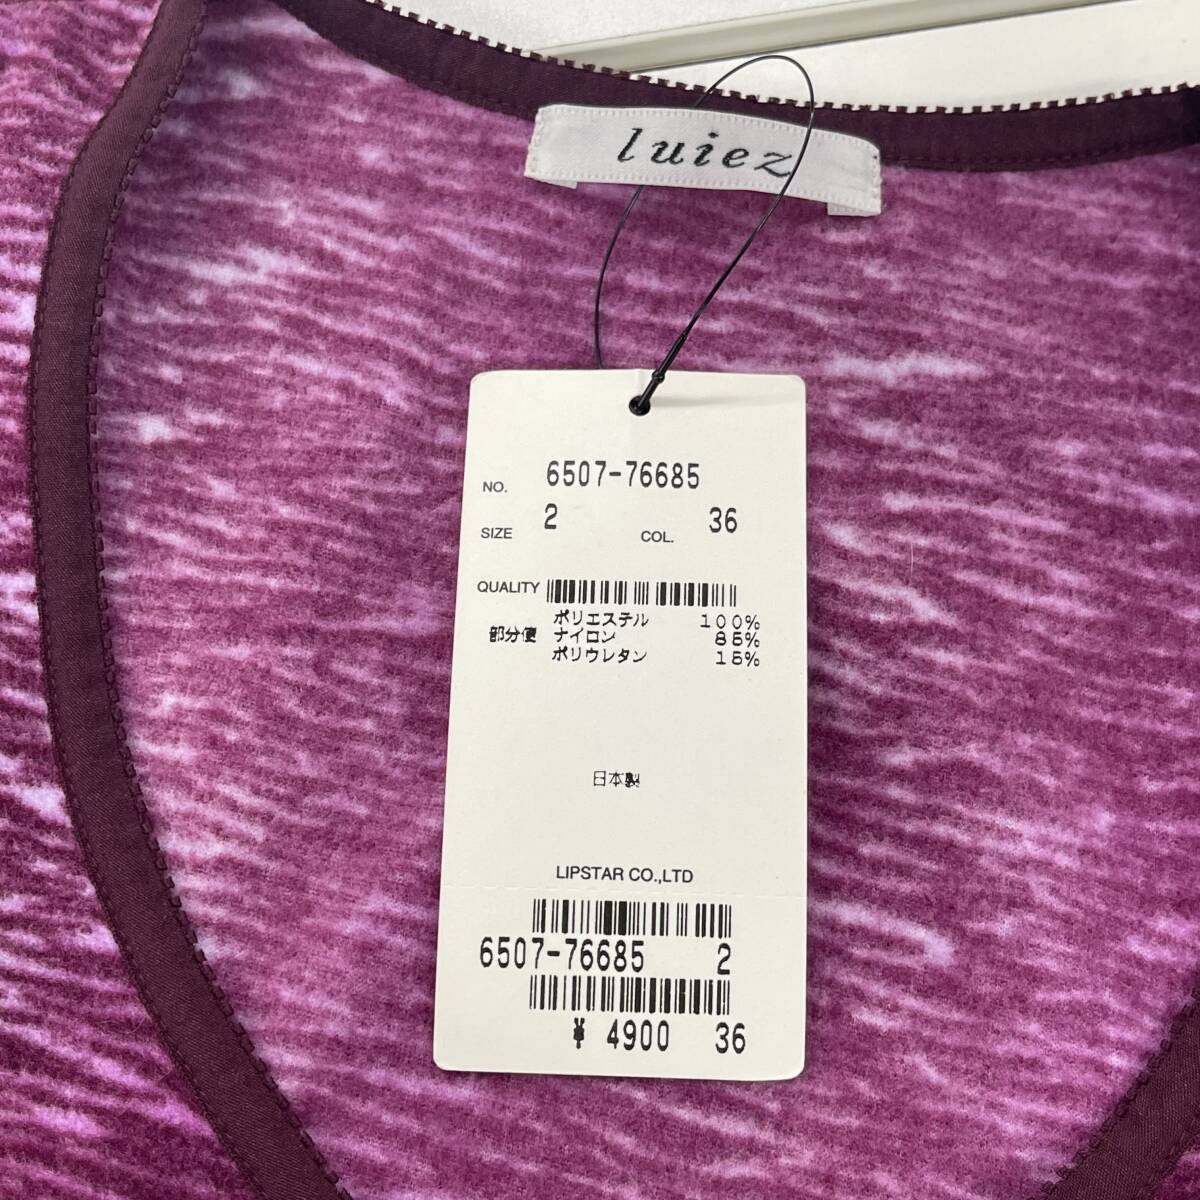 luiez
NO. 6507-76685
SIZE 2 COL. 36
QUALITY
ポリエステル 100%
部分使 ナイロン 85%
ポリウレタン 15%
日本製
LIPSTAR CO.,LTD
6507-76685 2
¥ 4900 36